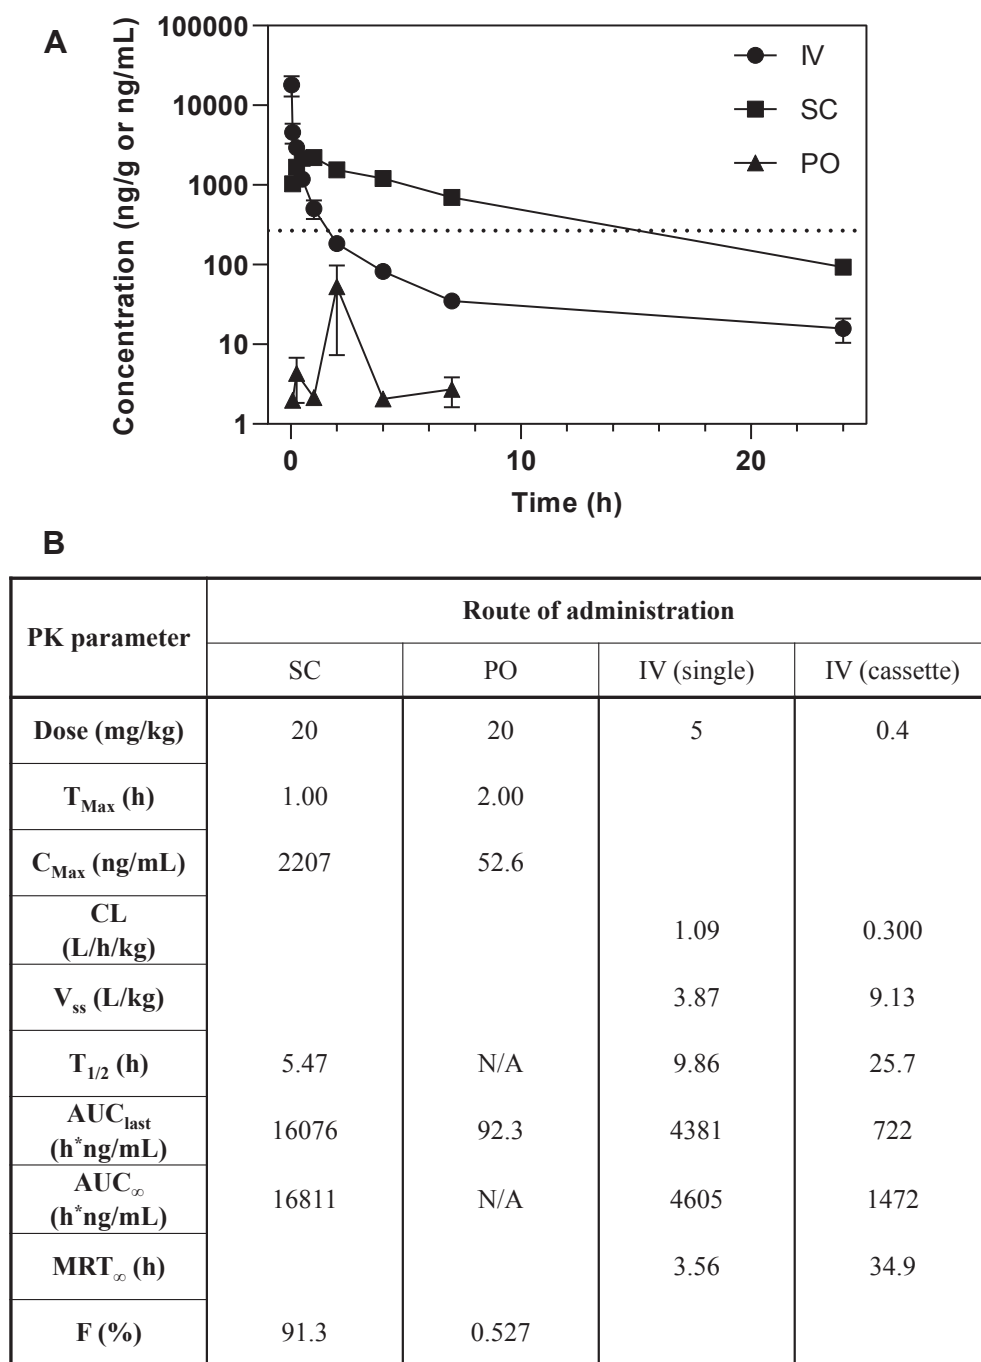 A
Concentration (ng/g or ng/mL)
100000
10000
1000
100
10
1
0
10
20
Time (h)
IV
SC
PO
B
PK parameter
Route of administration
SC PO IV (single) IV (cassette)
Dose (mg/kg) 20 20 5 0.4
TMax (h) 1.00 2.00
CMax (ng/mL) 2207 52.6
CL
(L/h/kg) 1.09 0.300
Vss (L/kg) 3.87 9.13
T1/2 (h) 5.47 N/A 9.86 25.7
AUClast
(h*ng/mL) 16076 92.3 4381 722
AUC∞
(h*ng/mL) 16811 N/A 4605 1472
MRT∞ (h) 3.56 34.9
F (%) 91.3 0.527